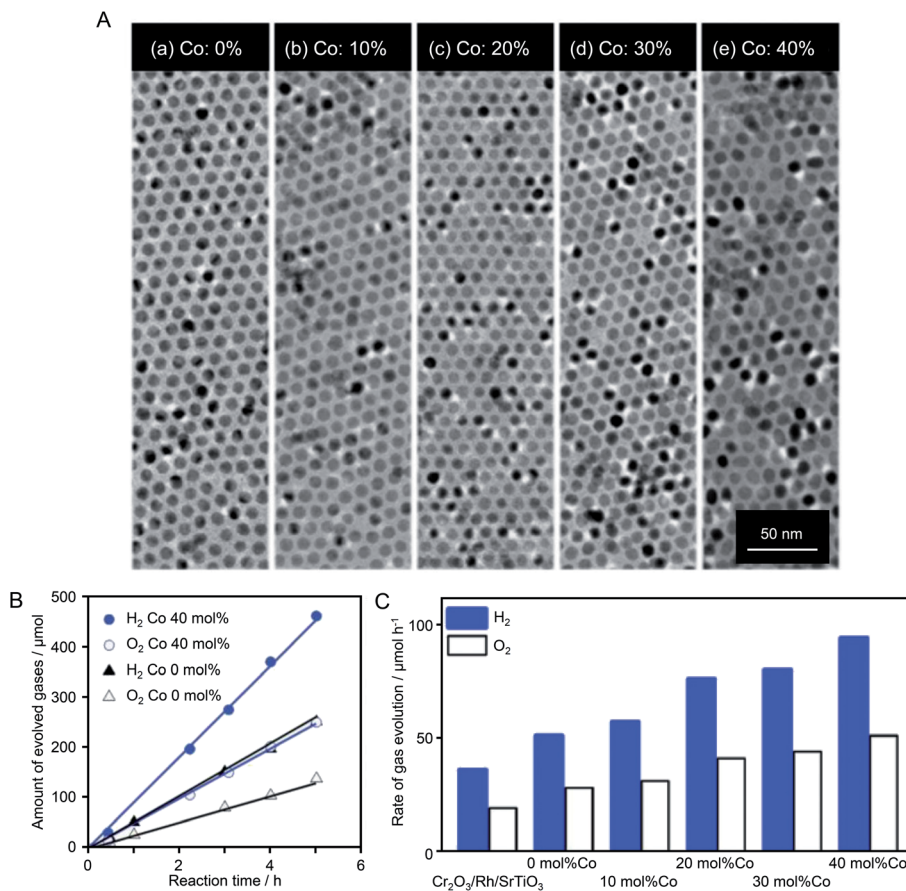 A
(a) Co: 0%
(b) Co: 10%
(c) Co: 20%
(d) Co: 30%
(e) Co: 40%
50 nm
B
Amount of evolved gases / μmol
500
400
300
200
100
0
H₂ Co 40 mol%
O₂ Co 40 mol%
H₂ Co 0 mol%
O₂ Co 0 mol%
0 2 4 6
Reaction time / h
C
Rate of gas evolution / μmol h⁻¹
100
50
0
H₂
O₂
0 mol%Co 20 mol%Co 40 mol%Co
Cr₂O₃/Rh/SrTiO₃ 10 mol%Co 30 mol%Co